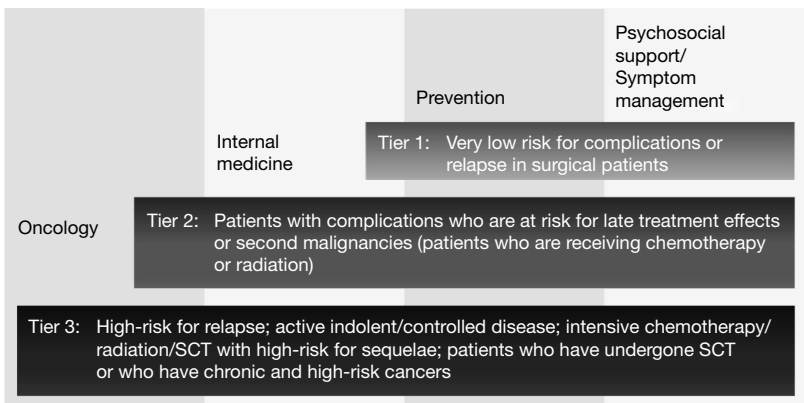 Psychosocial
support/
Symptom
management
Prevention
Internal
medicine
Tier 1: Very low risk for complications or
relapse in surgical patients
Oncology
Tier 2: Patients with complications who are at risk for late treatment effects
or second malignancies (patients who are receiving chemotherapy
or radiation)
Tier 3: High-risk for relapse; active indolent/controlled disease; intensive chemotherapy/
radiation/SCT with high-risk for sequelae; patients who have undergone SCT
or who have chronic and high-risk cancers